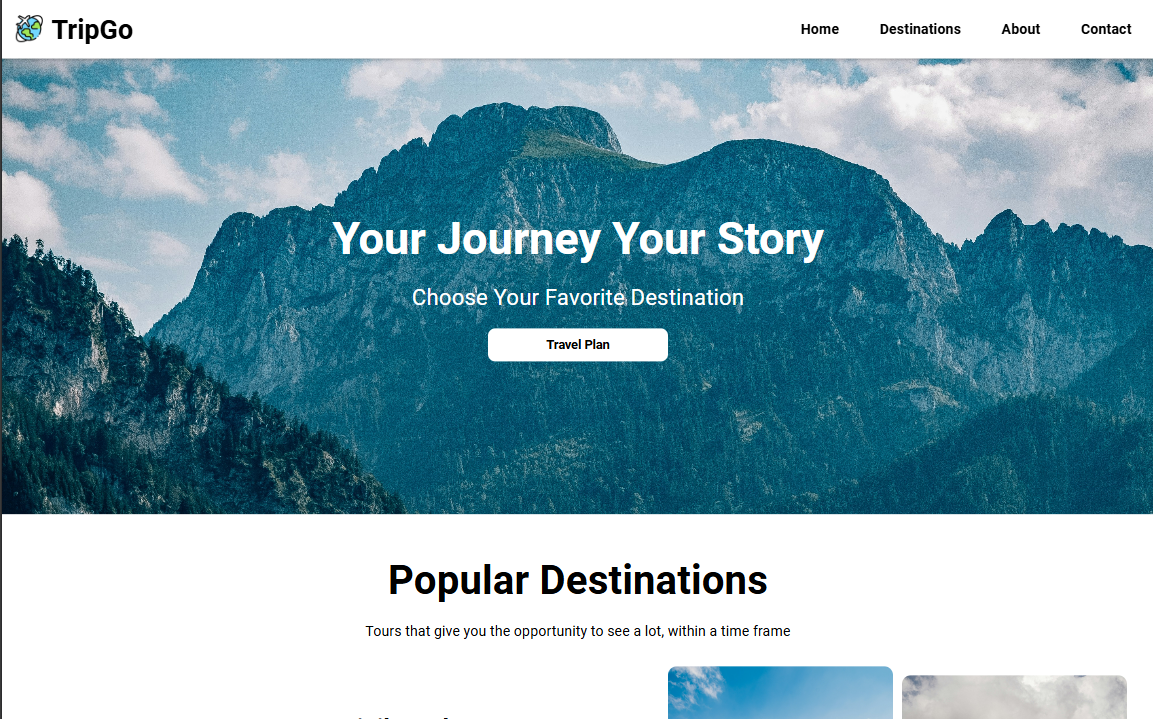 TripGo
Home
Destinations
About
Contact
Your Journey Your Story
Choose Your Favorite Destination
Travel Plan
Popular Destinations
Tours that give you the opportunity to see a lot, within a time frame